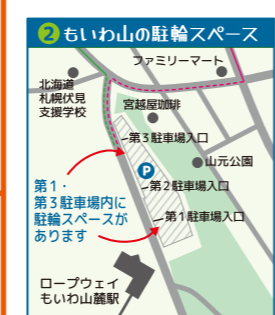 2 もいわ山の駐輪スペース
ファミリーマート
北海道
札幌伏見
支援学校
宮越屋珈琲
第3駐車場入口
山元公園
P
第2駐車場入口
第1・
第3駐車場内に
駐輪スペースが
あります
第1駐車場入口
ロープウェイ
もいわ山麓駅